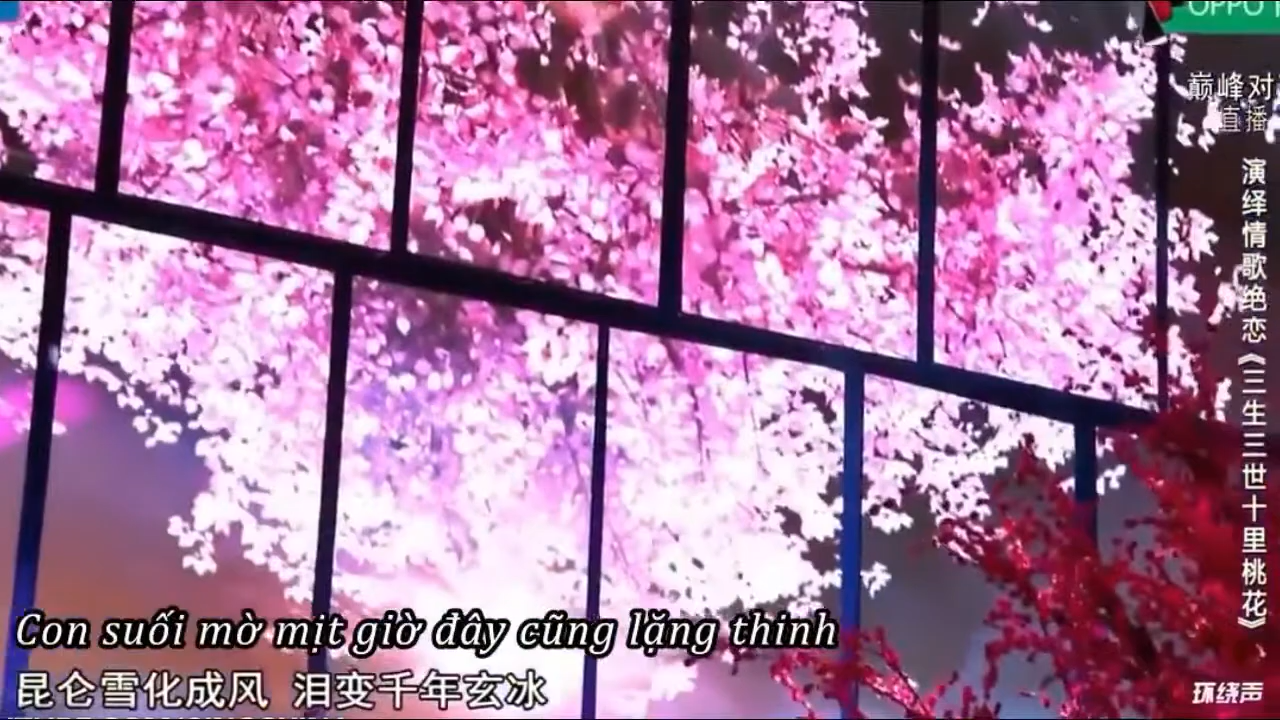 OPPO
巅峰对
直播
演绎情歌绝恋《三生三世十里桃花》
Con suối mờ mịt giờ đây cũng lặng thinh
昆仑雪化成风 泪变千年玄冰
环绕声